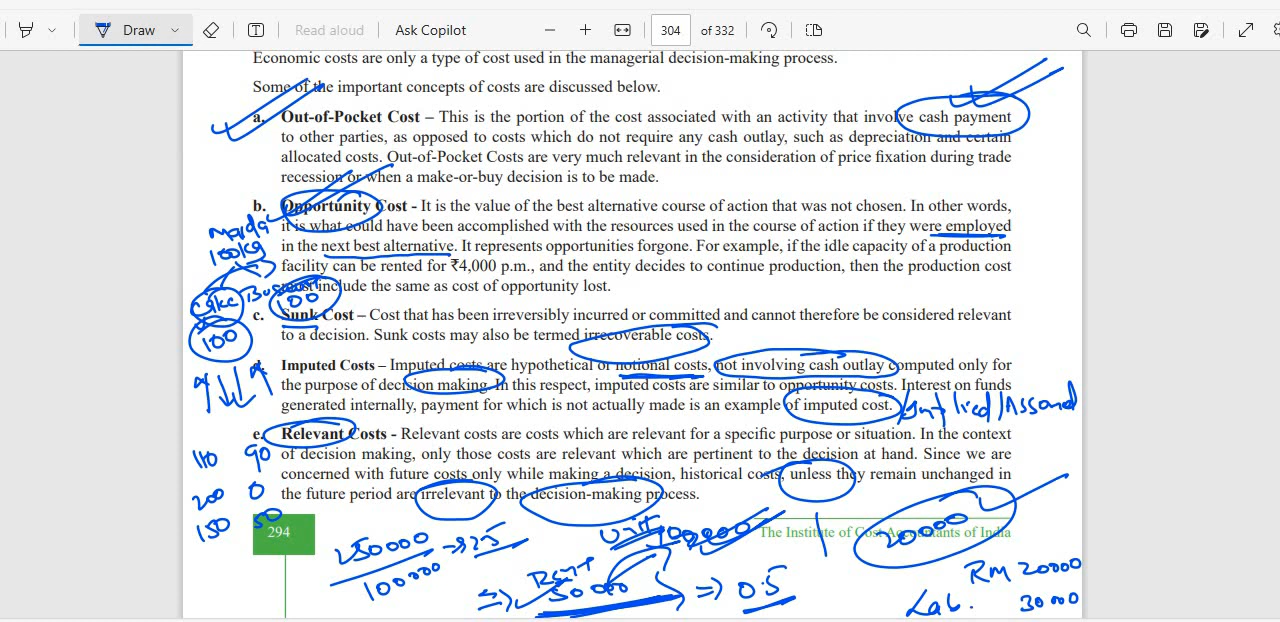 Draw
Read aloud
Ask Copilot
304 of 332
Economic costs are only a type of cost used in the managerial decision-making process.
Some of the important concepts of costs are discussed below.
a. Out-of-Pocket Cost – This is the portion of the cost associated with an activity that involve cash payment
to other parties, as opposed to costs which do not require any cash outlay, such as depreciation and certain
allocated costs. Out-of-Pocket Costs are very much relevant in the consideration of price fixation during trade
recession or when a make-or-buy decision is to be made.
b. Opportunity Cost - It is the value of the best alternative course of action that was not chosen. In other words,
it is what could have been accomplished with the resources used in the course of action if they were employed
in the next best alternative. It represents opportunities forgone. For example, if the idle capacity of a production
facility can be rented for ₹4,000 p.m., and the entity decides to continue production, then the production cost
must include the same as cost of opportunity lost.
c. Sunk Cost – Cost that has been irreversibly incurred or committed and cannot therefore be considered relevant
to a decision. Sunk costs may also be termed irrecoverable costs.
d. Imputed Costs – Imputed costs are hypothetical or notional costs, not involving cash outlay computed only for
the purpose of decision making. In this respect, imputed costs are similar to opportunity costs. Interest on funds
generated internally, payment for which is not actually made is an example of imputed cost.
e. Relevant Costs - Relevant costs are costs which are relevant for a specific purpose or situation. In the context
of decision making, only those costs are relevant which are pertinent to the decision at hand. Since we are
concerned with future costs only while making a decision, historical costs, unless they remain unchanged in
the future period are irrelevant to the decision-making process.
294
The Institute of Cost Accountants of India
maida
100kg
Cake
100
100
110 90
200 0
150 50
250000
100000
Unit 100000
Rent
50000
=> 0.5
20000
RM 20000
Lab. 30000